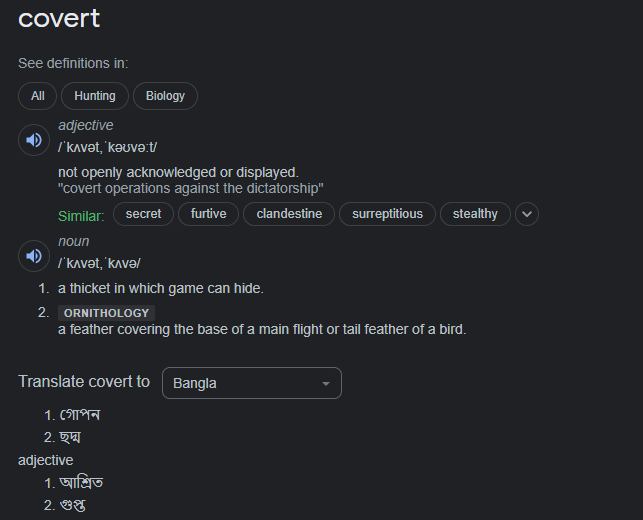 covert
See definitions in:
All Hunting Biology
adjective
/ˈkʌvət,ˈkəʊvəːt/
not openly acknowledged or displayed.
"covert operations against the dictatorship"
Similar: secret furtive clandestine surreptitious stealthy
noun
/ˈkʌvət,ˈkʌvə/
1. a thicket in which game can hide.
2. ORNITHOLOGY
a feather covering the base of a main flight or tail feather of a bird.
Translate covert to Bangla
1. গোপন
2. ছদ্ম
adjective
1. আশ্রিত
2. গুপ্ত